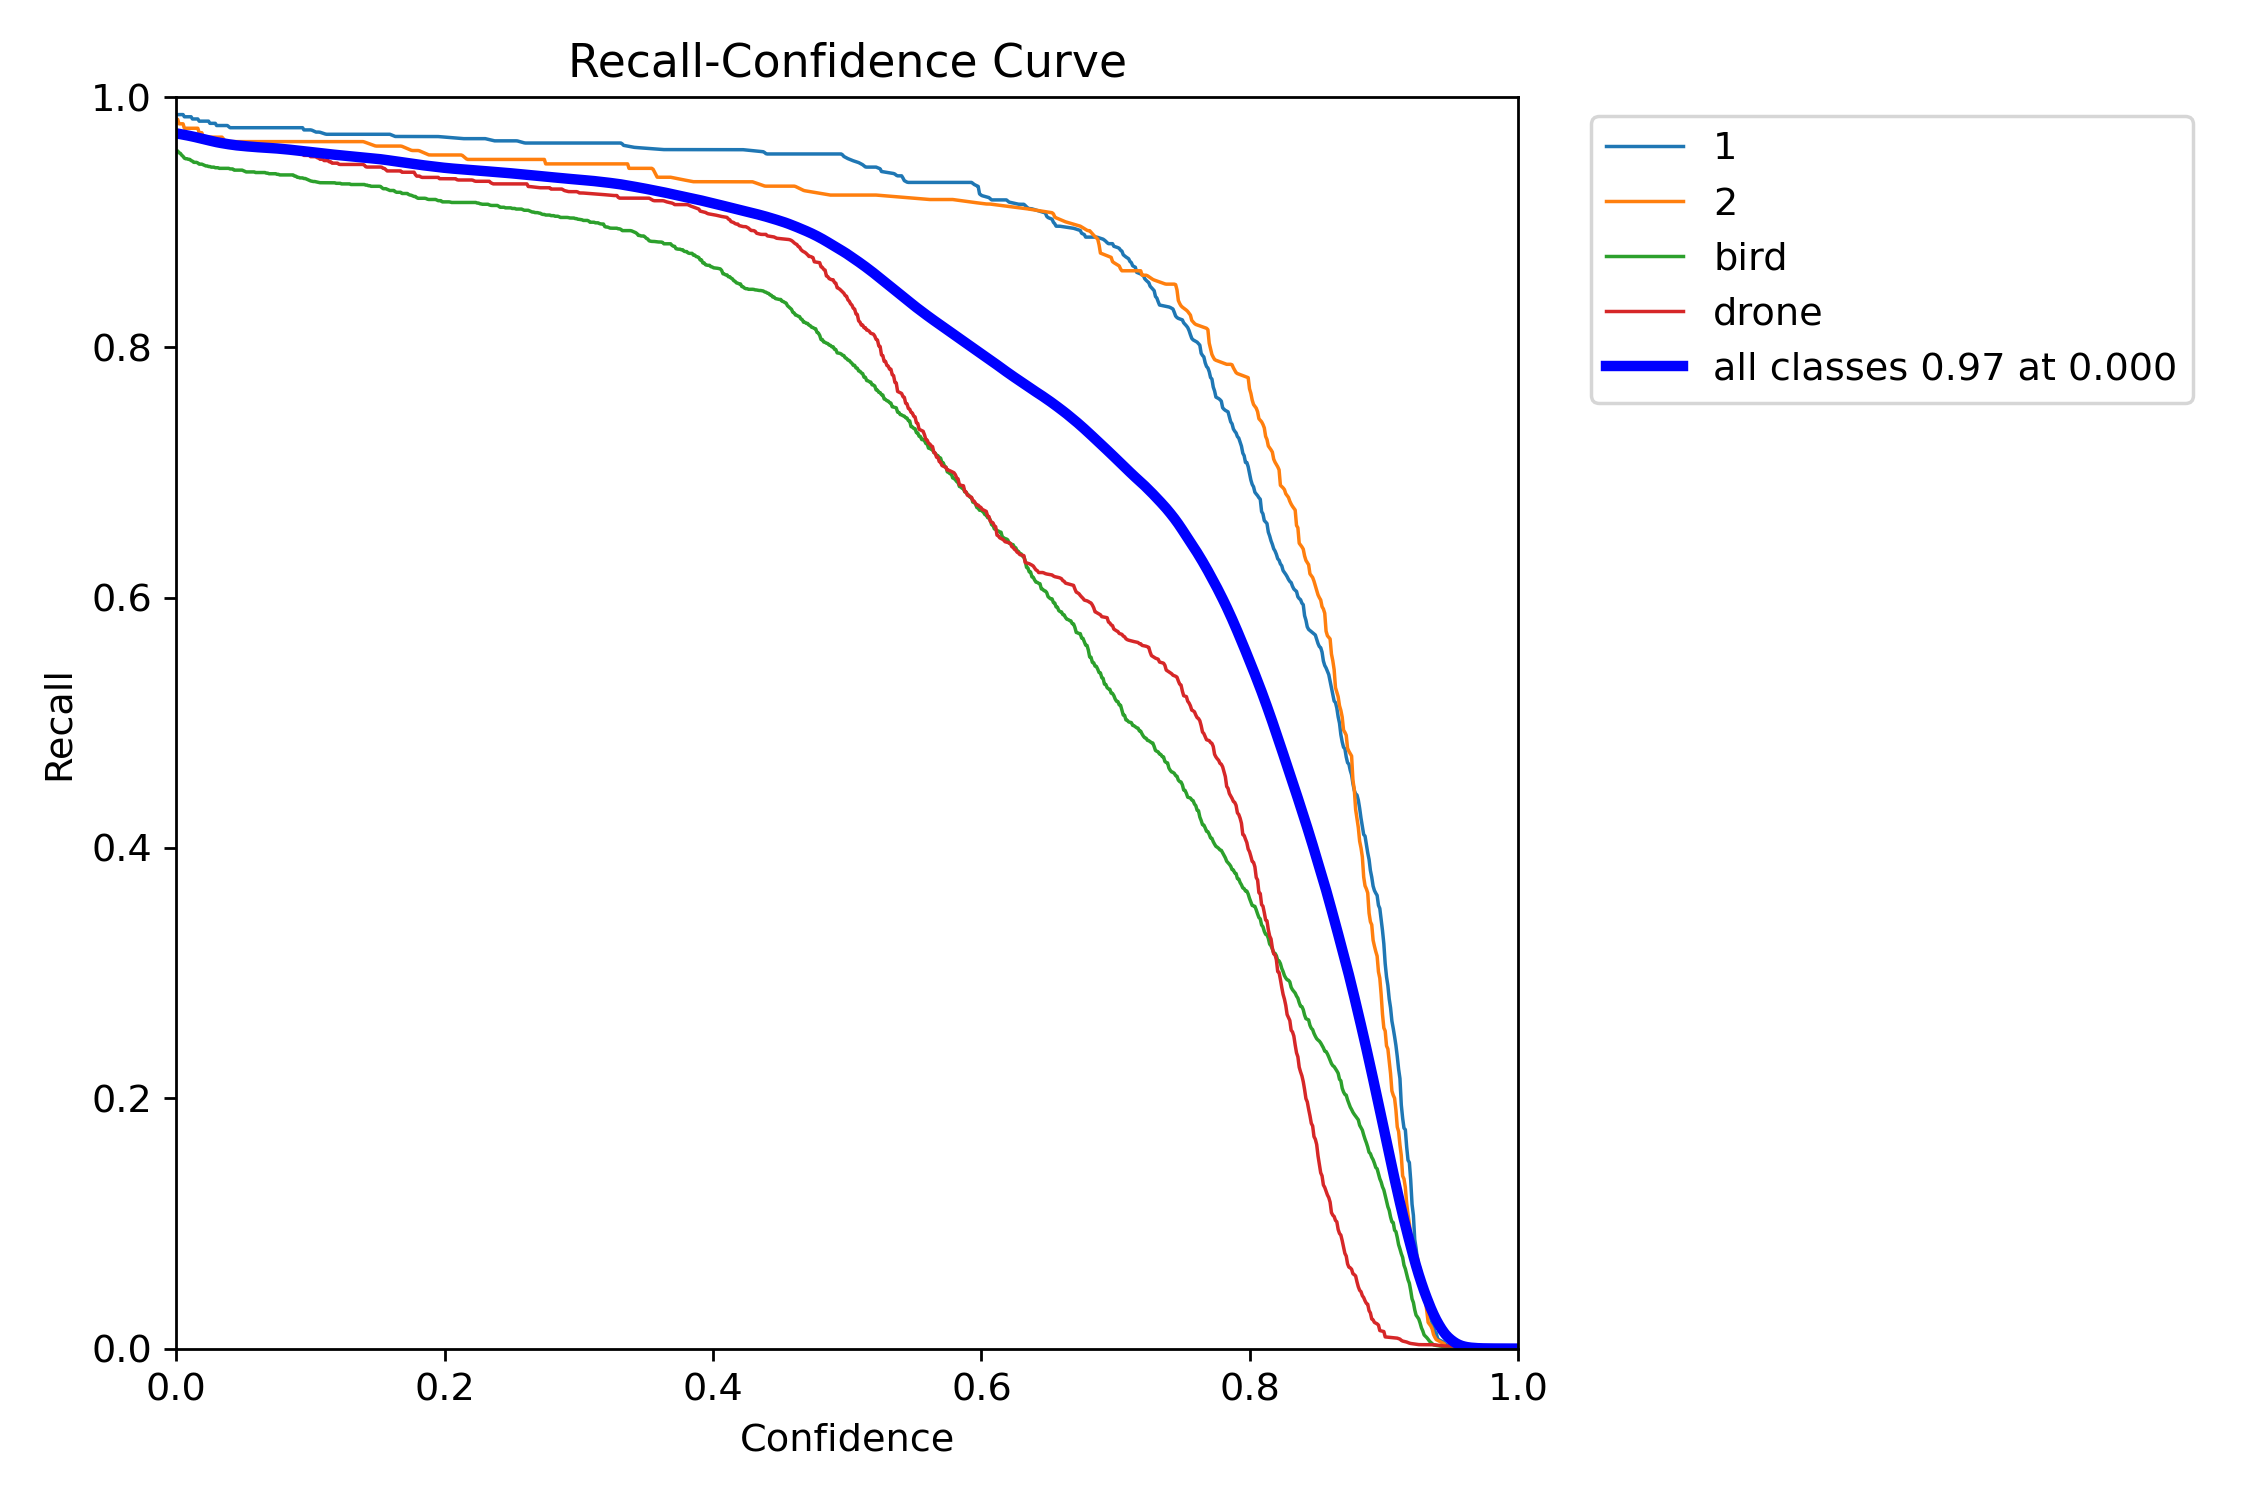 Recall-Confidence Curve
1.0
0.8
0.6
0.4
0.2
0.0
Recall
0.0 0.2 0.4 0.6 0.8 1.0
Confidence
1
2
bird
drone
all classes 0.97 at 0.000